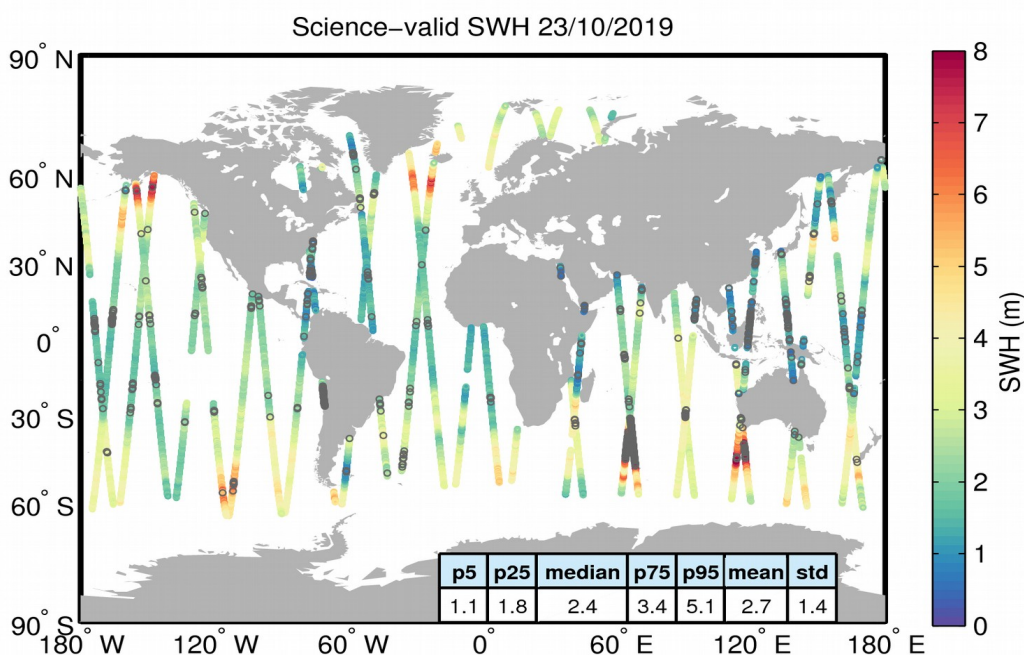 Science−valid SWH 23/10/2019
90° N
60° N
30° N
0°
30° S
60° S
90° S
180° W
120° W
60° W
0°
60° E
120° E
180° E
p5 p25 median p75 p95 mean std
1.1 1.8 2.4 3.4 5.1 2.7 1.4
8
7
6
5
4
3
2
1
0
SWH (m)